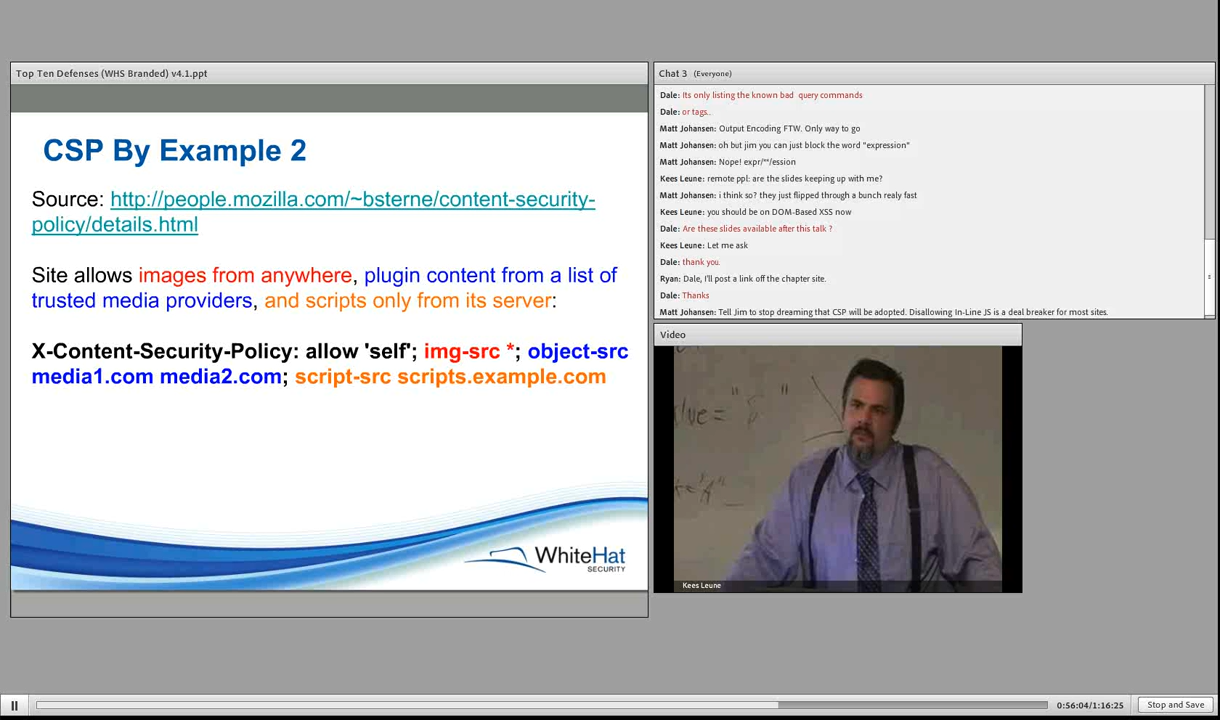 Top Ten Defenses (WHS Branded) v4.1.ppt
CSP By Example 2
Source: http://people.mozilla.com/~bsterne/content-security-
policy/details.html
Site allows images from anywhere, plugin content from a list of
trusted media providers, and scripts only from its server:
X-Content-Security-Policy: allow 'self'; img-src *; object-src
media1.com media2.com; script-src scripts.example.com
WhiteHat
SECURITY
Chat 3 (Everyone)
Dale: Its only listing the known bad query commands
Dale: or tags..
Matt Johansen: Output Encoding FTW. Only way to go
Matt Johansen: oh but jim you can just block the word "expression"
Matt Johansen: Nope! expr/**/ession
Kees Leune: remote ppl: are the slides keeping up with me?
Matt Johansen: i think so? they just flipped through a bunch realy fast
Kees Leune: you should be on DOM-Based XSS now
Dale: Are these slides available after this talk ?
Kees Leune: Let me ask
Dale: thank you.
Ryan: Dale, I'll post a link off the chapter site.
Dale: Thanks
Matt Johansen: Tell Jim to stop dreaming that CSP will be adopted. Disallowing In-Line JS is a deal breaker for most sites.
Video
Kees Leune
0:56:04/1:16:25
Stop and Save